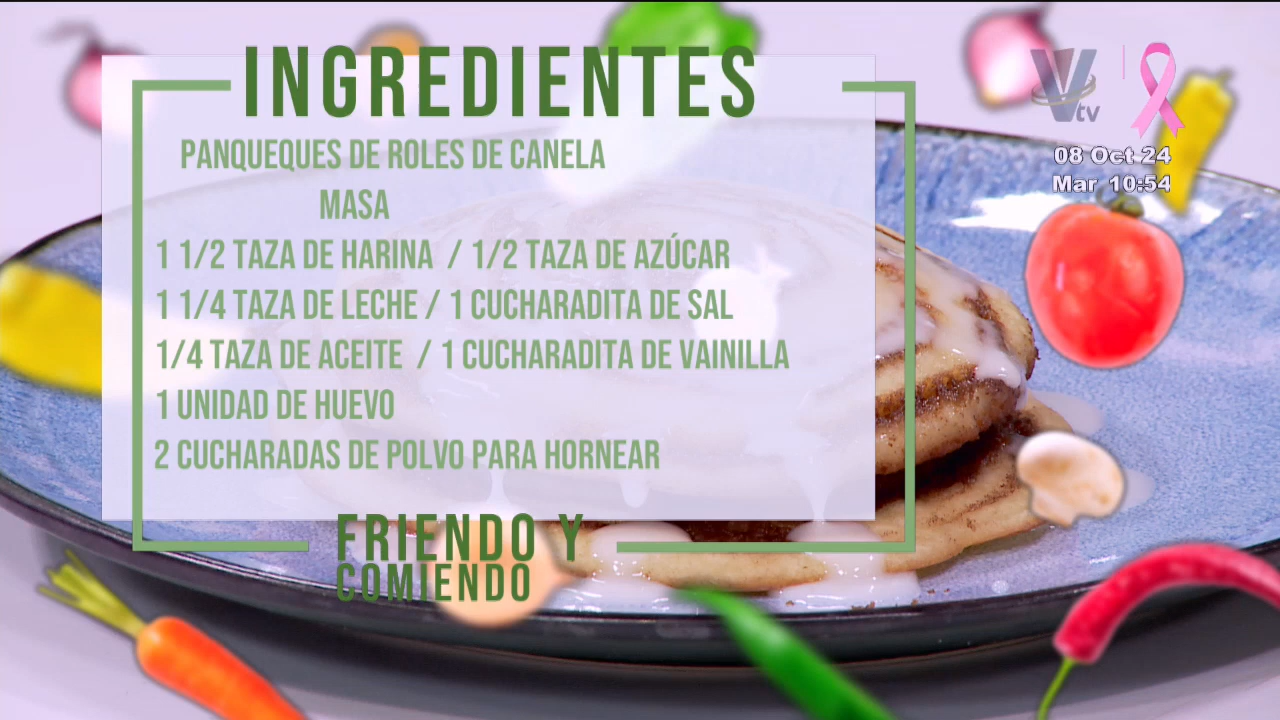 INGREDIENTES
PANQUEQUES DE ROLES DE CANELA
MASA
1 1/2 TAZA DE HARINA / 1/2 TAZA DE AZÚCAR
1 1/4 TAZA DE LECHE / 1 CUCHARADITA DE SAL
1/4 TAZA DE ACEITE / 1 CUCHARADITA DE VAINILLA
1 UNIDAD DE HUEVO
2 CUCHARADAS DE POLVO PARA HORNEAR
FRIENDO Y
COMIENDO
Vtv
08 Oct 24
Mar 10:54